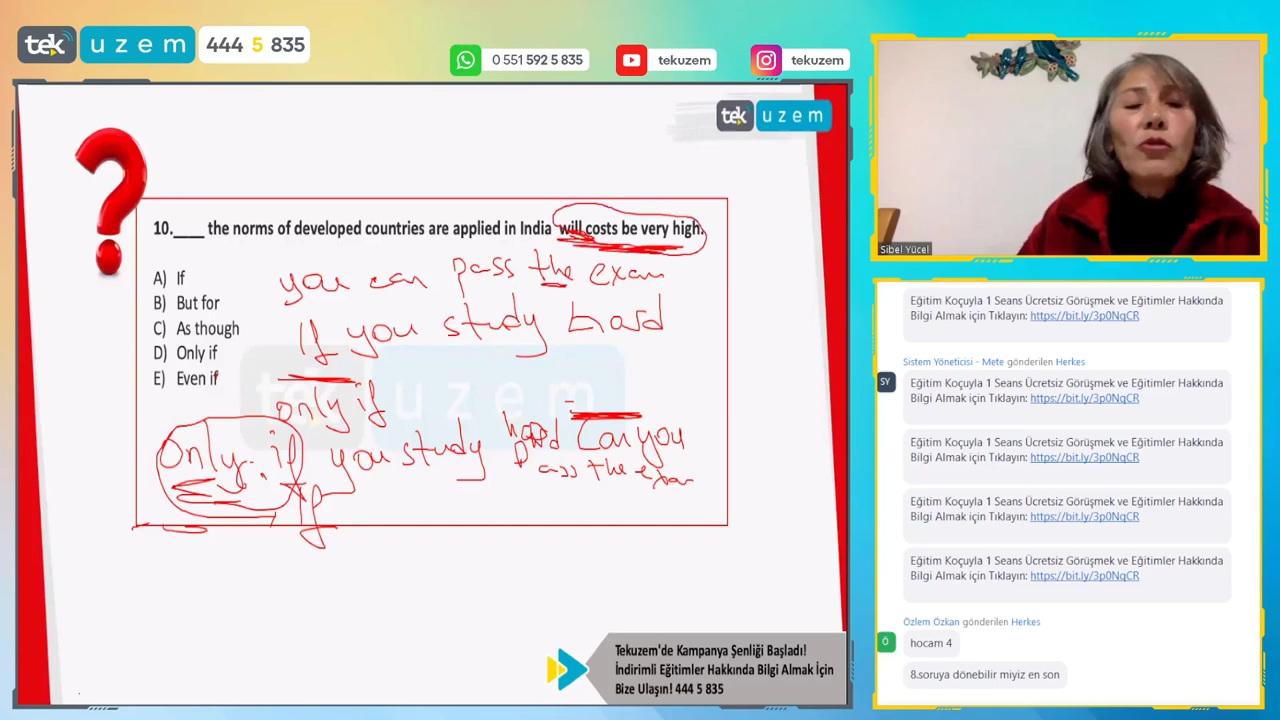 tek uzem 444 5 835
0 551 592 5 835
tekuzem
tekuzem
tek uzem
10.____ the norms of developed countries are applied in India will costs be very high.
A) If
B) But for
C) As though
D) Only if
E) Even if
you can pass the exam
If you study hard
only if
Only if you study hard Can you
pass the exam
If
uzem
Tekuzem'de Kampanya Şenliği Başladı!
İndirimli Eğitimler Hakkında Bilgi Almak İçin
Bize Ulaşın! 444 5 835
Sibel Yücel
Eğitim Koçuyla 1 Seans Ücretsiz Görüşmek ve Eğitimler Hakkında
Bilgi Almak için Tıklayın: https://bit.ly/3p0NqCR
Sistem Yöneticisi - Mete gönderilen Herkes
SY
Eğitim Koçuyla 1 Seans Ücretsiz Görüşmek ve Eğitimler Hakkında
Bilgi Almak için Tıklayın: https://bit.ly/3p0NqCR
Eğitim Koçuyla 1 Seans Ücretsiz Görüşmek ve Eğitimler Hakkında
Bilgi Almak için Tıklayın: https://bit.ly/3p0NqCR
Eğitim Koçuyla 1 Seans Ücretsiz Görüşmek ve Eğitimler Hakkında
Bilgi Almak için Tıklayın: https://bit.ly/3p0NqCR
Eğitim Koçuyla 1 Seans Ücretsiz Görüşmek ve Eğitimler Hakkında
Bilgi Almak için Tıklayın: https://bit.ly/3p0NqCR
Özlem Özkan gönderilen Herkes
Ö
hocam 4
8.soruya dönebilir miyiz en son